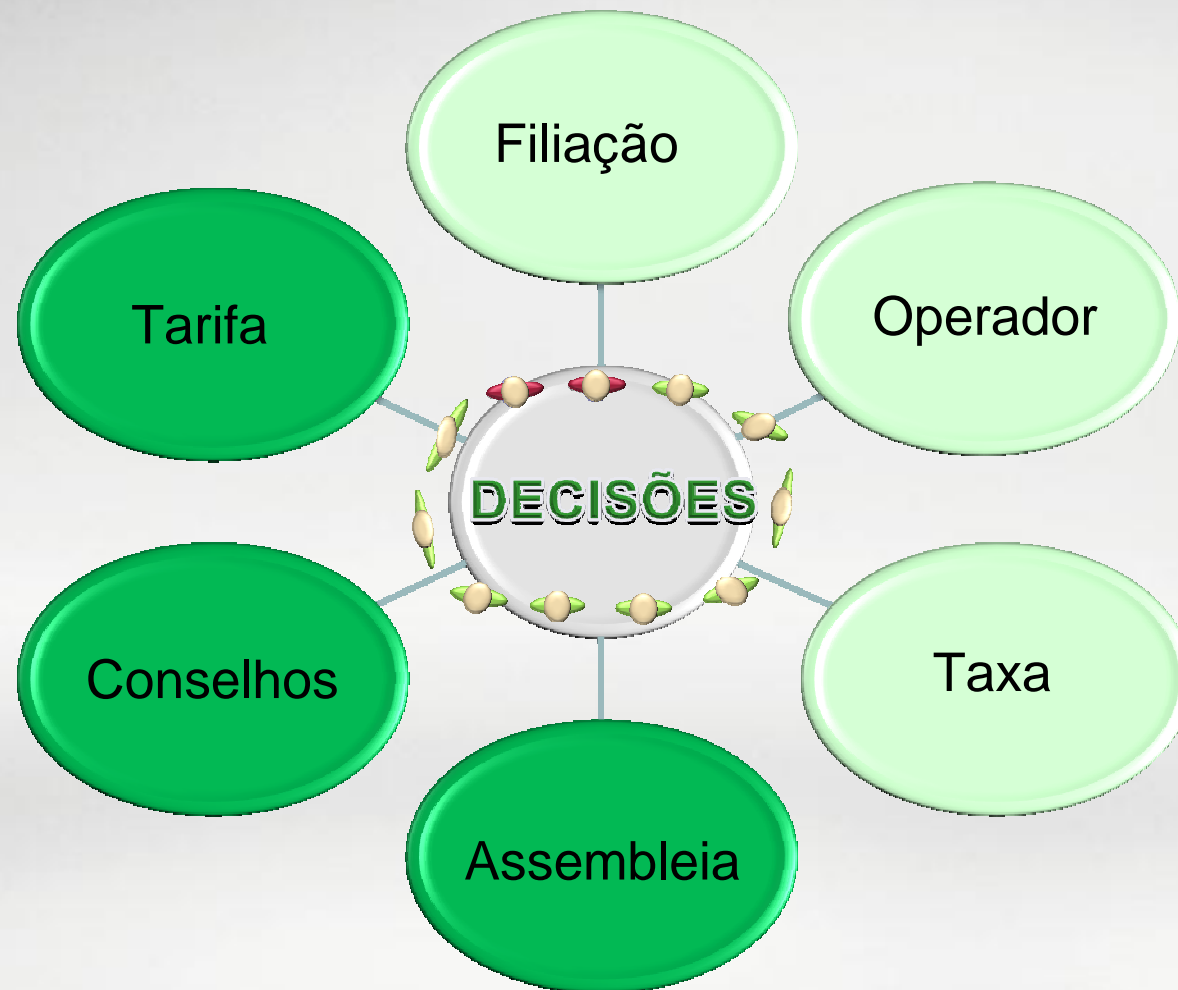 Filiação
Tarifa
Operador
DECISÕES
Conselhos
Taxa
Assembleia